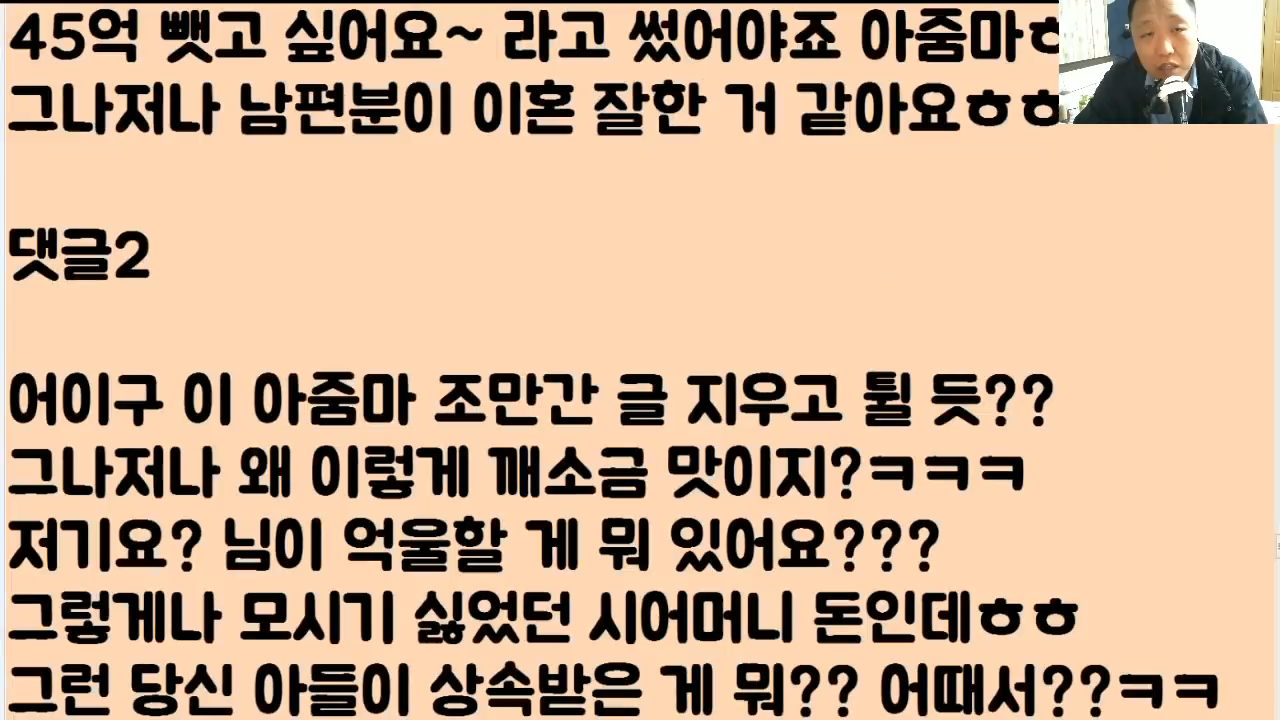 45억 뺏고 싶어요~ 라고 썼어야죠 아줌마ㅎ
그나저나 남편분이 이혼 잘한 거 같아요ㅎㅎ
댓글2
어이구 이 아줌마 조만간 글 지우고 튈 듯??
그나저나 왜 이렇게 깨소금 맛이지?ㅋㅋㅋ
저기요? 님이 억울할 게 뭐 있어요???
그렇게나 모시기 싫었던 시어머니 돈인데ㅎㅎ
그런 당신 아들이 상속받은 게 뭐?? 어때서??ㅋㅋ